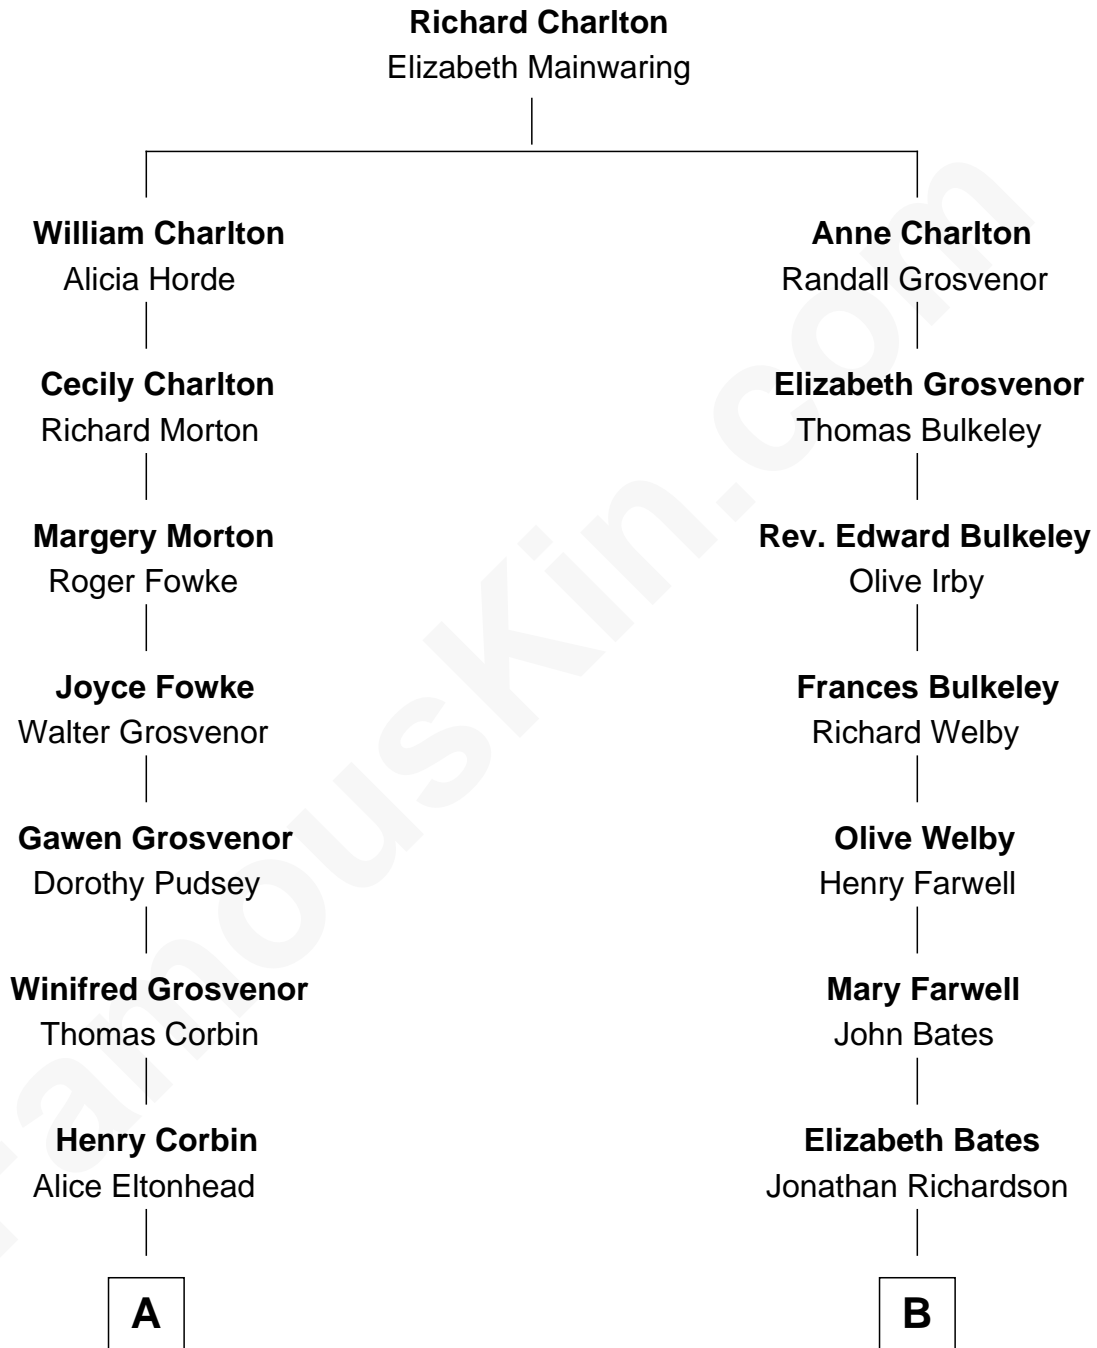 Richard Charlton
Elizabeth Mainwaring
William Charlton
Alicia Horde
Cecily Charlton
Richard Morton
Margery Morton
Roger Fowke
Joyce Fowke
Walter Grosvenor
Gawen Grosvenor
Dorothy Pudsey
Winifred Grosvenor
Thomas Corbin
Henry Corbin
Alice Eltonhead
A
Anne Charlton
Randall Grosvenor
Elizabeth Grosvenor
Thomas Bulkeley
Rev. Edward Bulkeley
Olive Irby
Frances Bulkeley
Richard Welby
Olive Welby
Henry Farwell
Mary Farwell
John Bates
Elizabeth Bates
Jonathan Richardson
B
FamousKin.com